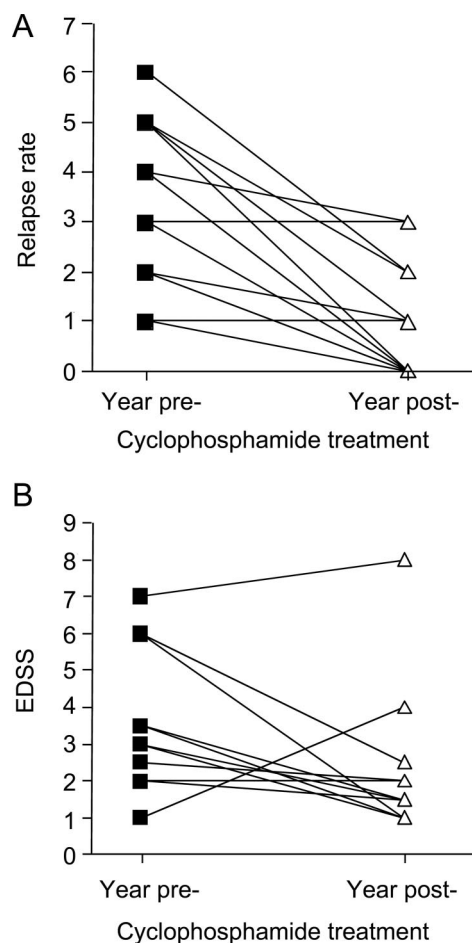 A
7
6
5
4
3
2
1
0
Relapse rate
Year pre- Year post-
Cyclophosphamide treatment
B
9
8
7
6
5
4
3
2
1
0
EDSS
Year pre- Year post-
Cyclophosphamide treatment